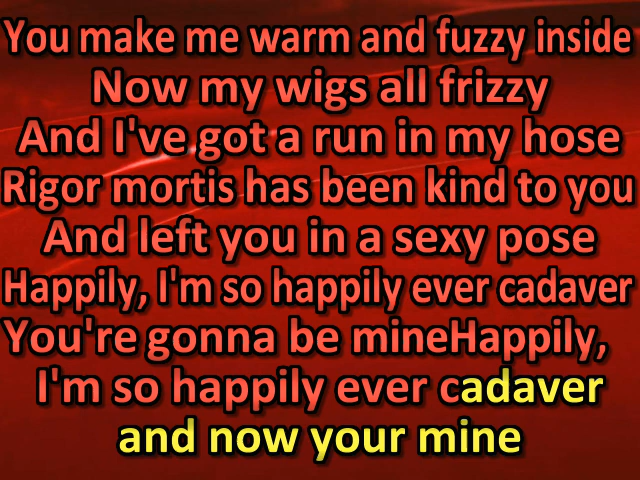 You make me warm and fuzzy inside
Now my wigs all frizzy
And I've got a run in my hose
Rigor mortis has been kind to you
And left you in a sexy pose
Happily, I'm so happily ever cadaver
You're gonna be mineHappily,
I'm so happily ever cadaver
and now your mine